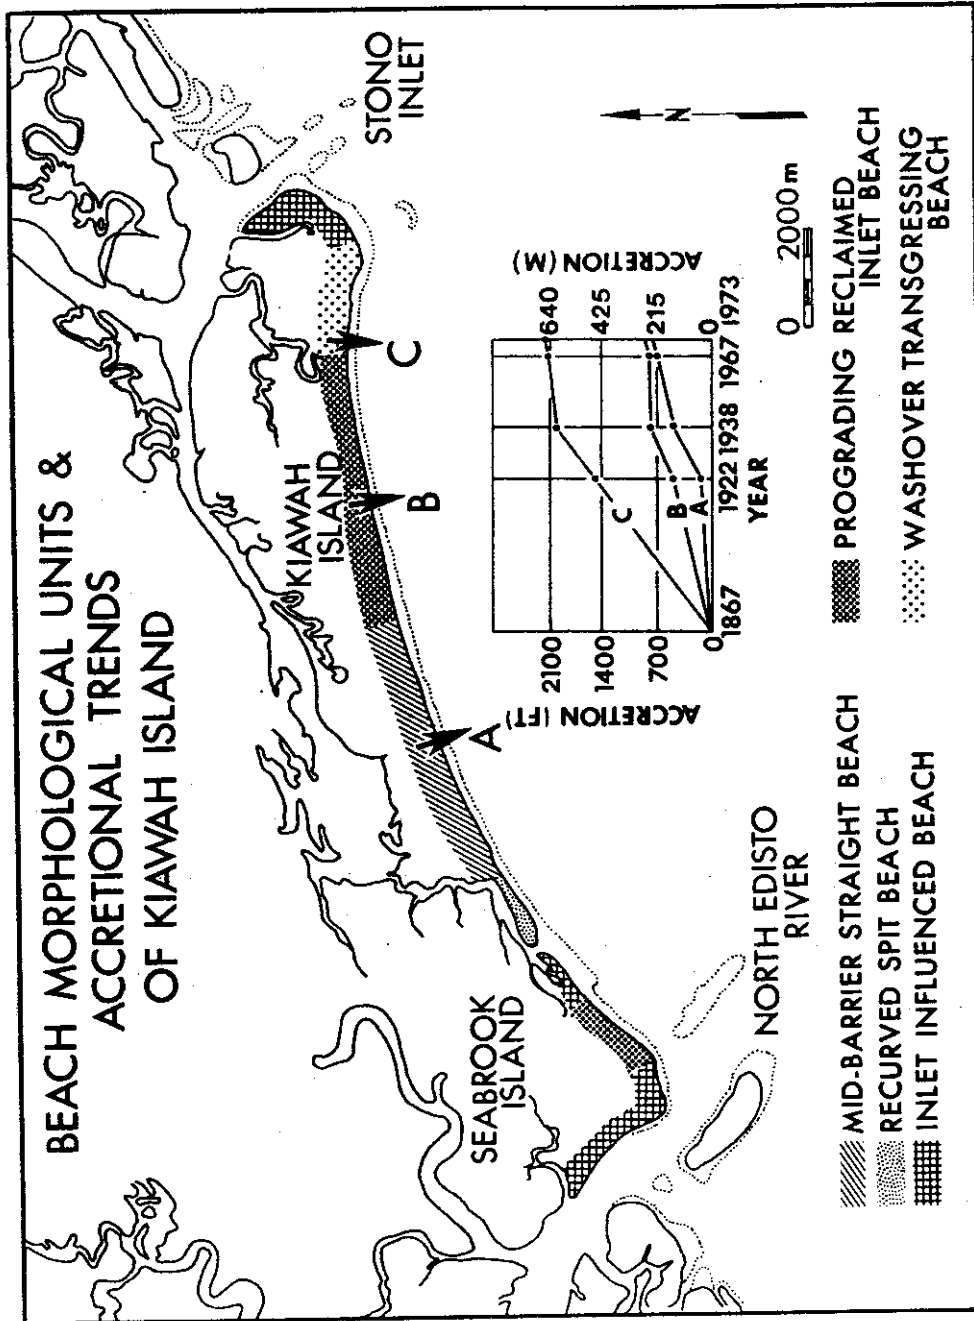 BEACH MORPHOLOGICAL UNITS &
ACCRETIONAL TRENDS
OF KIAWAH ISLAND
STONO
INLET
KIAWAH
ISLAND
C
B
A
SEABROOK
ISLAND
NORTH EDISTO
RIVER
ACCRETION (FT)
2100
1400
700
0
ACCRETION (M)
640
425
215
0
C
B
A
1867
1922
1938
1967
1973
YEAR
N
0 2000m
MID-BARRIER STRAIGHT BEACH
RECURVED SPIT BEACH
INLET INFLUENCED BEACH
PROGRADING RECLAIMED
INLET BEACH
WASHOVER TRANSGRESSING
BEACH